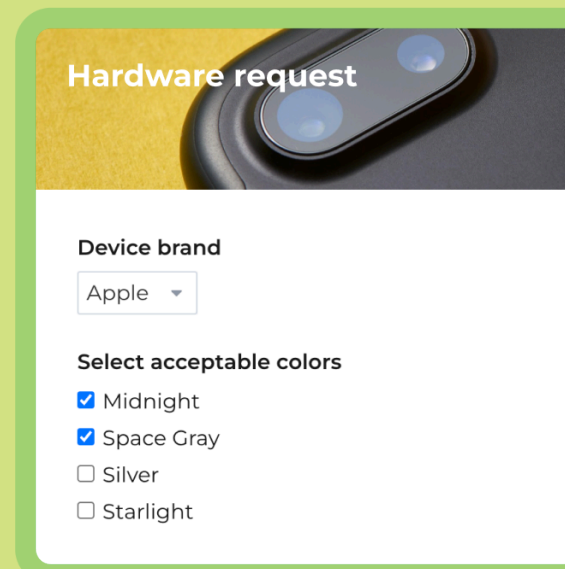 Hardware request
Device brand
Apple
Select acceptable colors
Midnight
Space Gray
Silver
Starlight